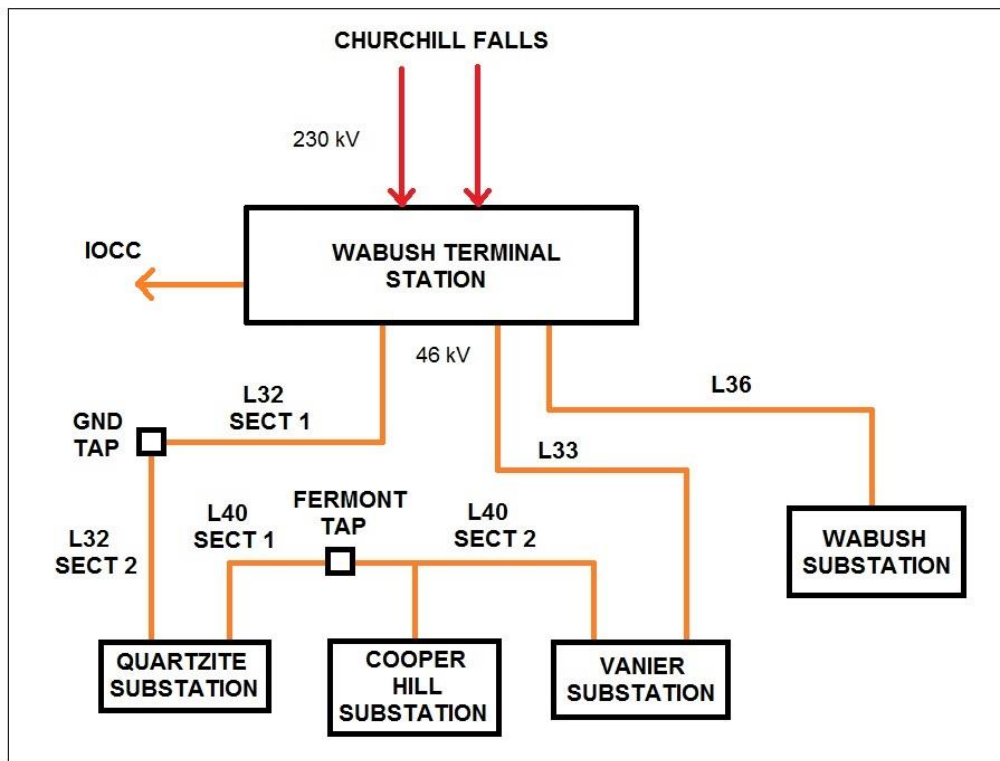 CHURCHILL FALLS
230 kV
WABUSH TERMINAL
STATION
IOCC
46 kV
L32
SECT 1
L36
GND
TAP
L33
FERMONT
TAP
L40
SECT 1
L40
SECT 2
L32
SECT 2
WABUSH
SUBSTATION
QUARTZITE
SUBSTATION
COOPER
HILL
SUBSTATION
VANIER
SUBSTATION